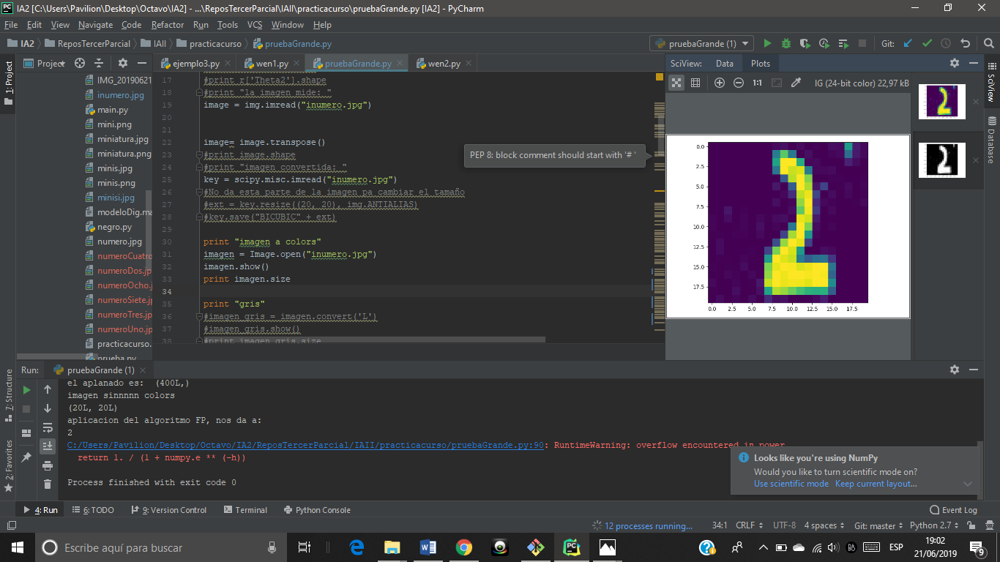 IA2 [C:\Users\Pavilion\Desktop\Octavo\IA2] - ...\ReposTercerParcial\IAII\practicacurso\pruebaGrande.py [IA2] - PyCharm
File Edit View Navigate Code Refactor Run Tools VCS Window Help
IA2 ReposTercerParcial IAII practicacurso pruebaGrande.py
pruebaGrande (1) Git:
1: Project
Project
IMG_20190621
inumero.jpg
main.py
mini.png
miniatura.jpg
miniatura.png
minis.jpg
minis.png
minisi.jpg
modeloDig.ma
negro.py
numero.jpg
numeroCuatro
numeroDos.jp
numeroOcho.j
numeroSiete.jp
numeroTres.jp
numeroUno.jp
practicacurso.
prueba.py
ejemplo3.py wen1.py pruebaGrande.py wen2.py
17 #print r['Theta2'].shape
18 #print "la imagen mide: "
19 image = img.imread("inumero.jpg")
20
21
22 image= image.transpose()
23 #print image.shape
24 #print "imagen convertida: "
25 key = scipy.misc.imread("inumero.jpg")
26 #No da esta parte de la imagen pa cambiar el tamaño
27 #ext = key.resize((20, 20), img.ANTIALIAS)
28 #key.save("BICUBIC" + ext)
29
30 print "imagen a colors"
31 imagen = Image.open("inumero.jpg")
32 imagen.show()
33 print imagen.size
34
35 print "gris"
36 #imagen_gris = imagen.convert('L')
37 #imagen_gris.show()
38 #print imagen_gris.size
PEP 8: block comment should start with '# '
SciView: Data Plots
1:1 IG (24-bit color) 22,97 kB
0.0
2.5
5.0
7.5
10.0
12.5
15.0
17.5
0.0 2.5 5.0 7.5 10.0 12.5 15.0 17.5
SciView
Database
Run: pruebaGrande (1)
el aplanado es: (400L,)
imagen sinnnnn colors
(20L, 20L)
aplicacion del algoritmo FP, nos da a:
2
C:/Users/Pavilion/Desktop/Octavo/IA2/ReposTercerParcial/IAII/practicacurso/pruebaGrande.py:90: RuntimeWarning: overflow encountered in power
return 1. / (1 + numpy.e ** (-h))
Process finished with exit code 0
Looks like you're using NumPy
Would you like to turn scientific mode on?
Use scientific mode Keep current layout...
7: Structure
2: Favorites
4: Run 6: TODO 9: Version Control Terminal Python Console Event Log
12 processes running... 34:1 CRLF UTF-8 4 spaces Git: master Python 2.7
Escribe aquí para buscar
ESP
19:02
21/06/2019
9